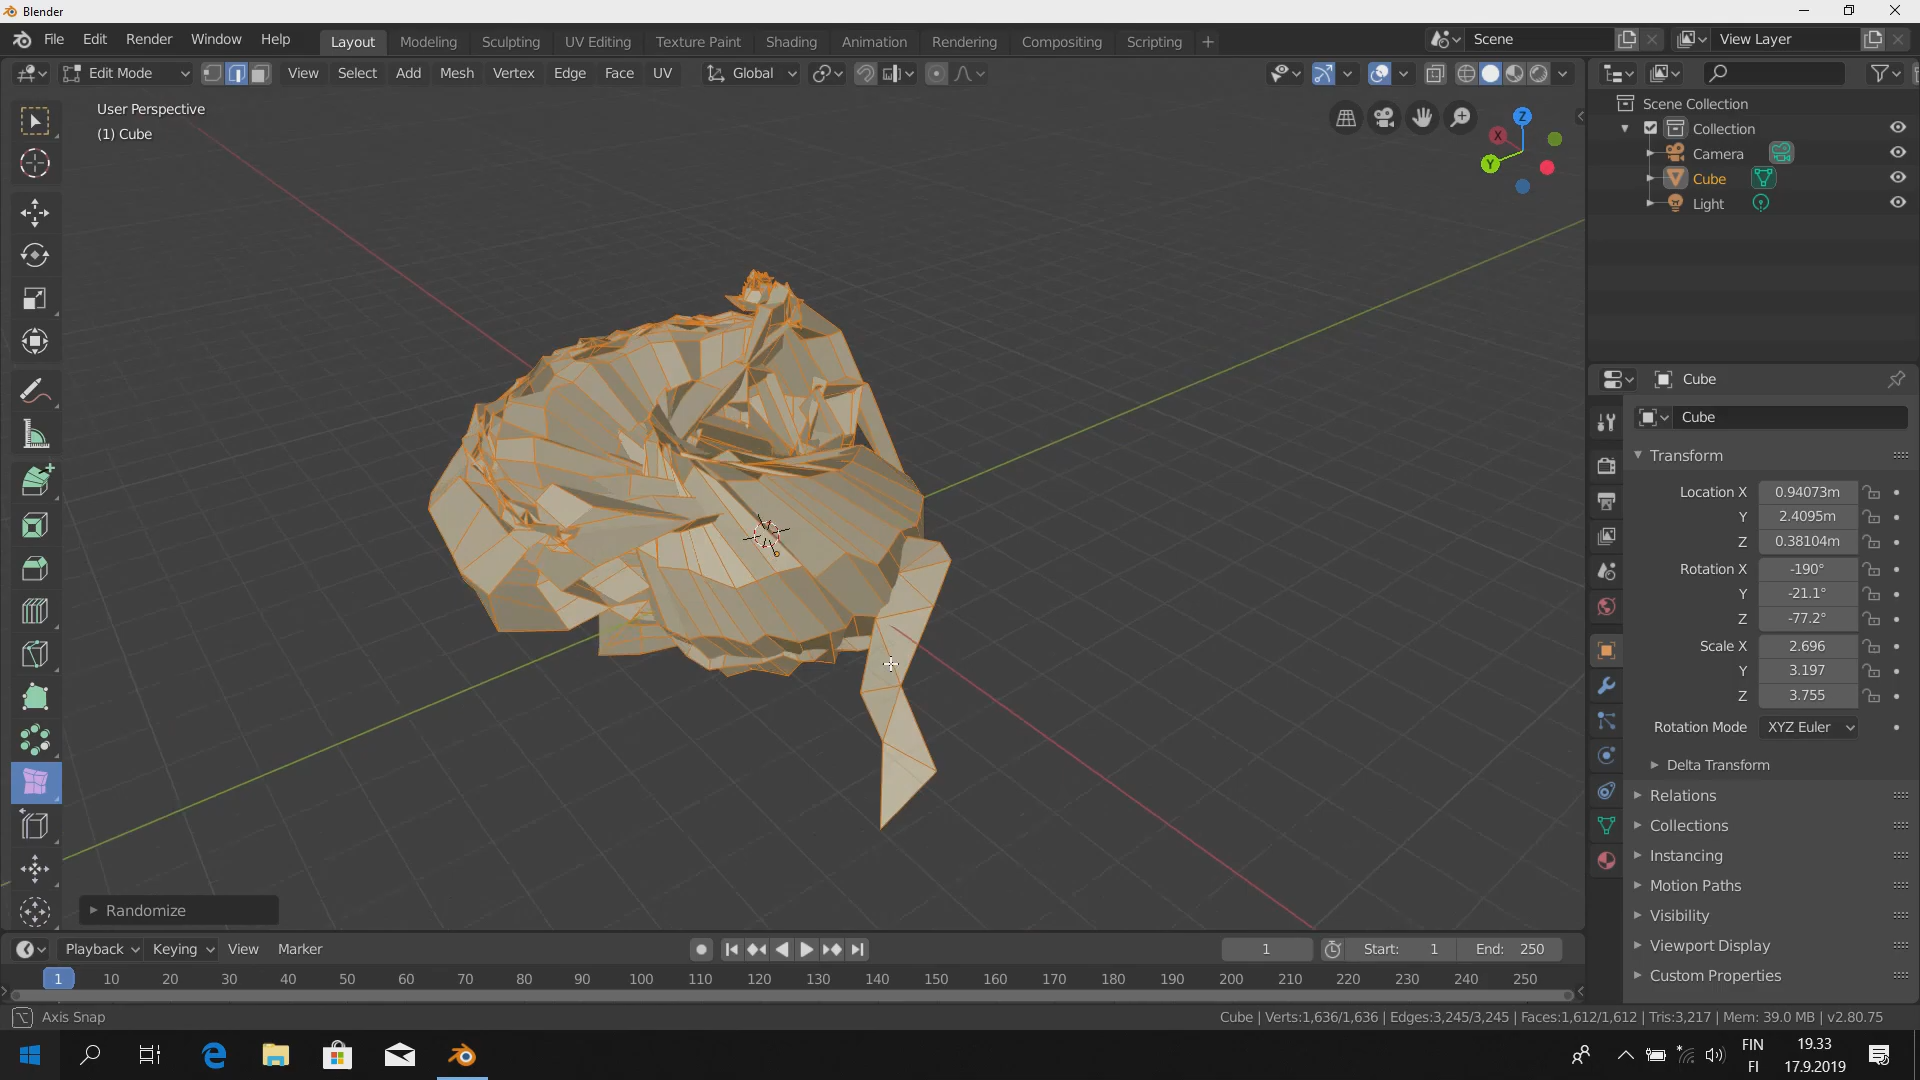 Blender
File Edit Render Window Help Layout Modeling Sculpting UV Editing Texture Paint Shading Animation Rendering Compositing Scripting + Scene View Layer
Edit Mode View Select Add Mesh Vertex Edge Face UV Global
User Perspective
(1) Cube
Z
X
Y
Scene Collection
Collection
Camera
Cube
Light
Cube
Cube
Transform
Location X 0.94073m
Y 2.4095m
Z 0.38104m
Rotation X -190°
Y -21.1°
Z -77.2°
Scale X 2.696
Y 3.197
Z 3.755
Rotation Mode XYZ Euler
Delta Transform
Relations
Collections
Instancing
Motion Paths
Visibility
Viewport Display
Custom Properties
Randomize
Playback Keying View Marker 1 Start: 1 End: 250
1 10 20 30 40 50 60 70 80 90 100 110 120 130 140 150 160 170 180 190 200 210 220 230 240 250
Axis Snap
Cube | Verts:1,636/1,636 | Edges:3,245/3,245 | Faces:1,612/1,612 | Tris:3,217 | Mem: 39.0 MB | v2.80.75
FIN
FI
19.33
17.9.2019